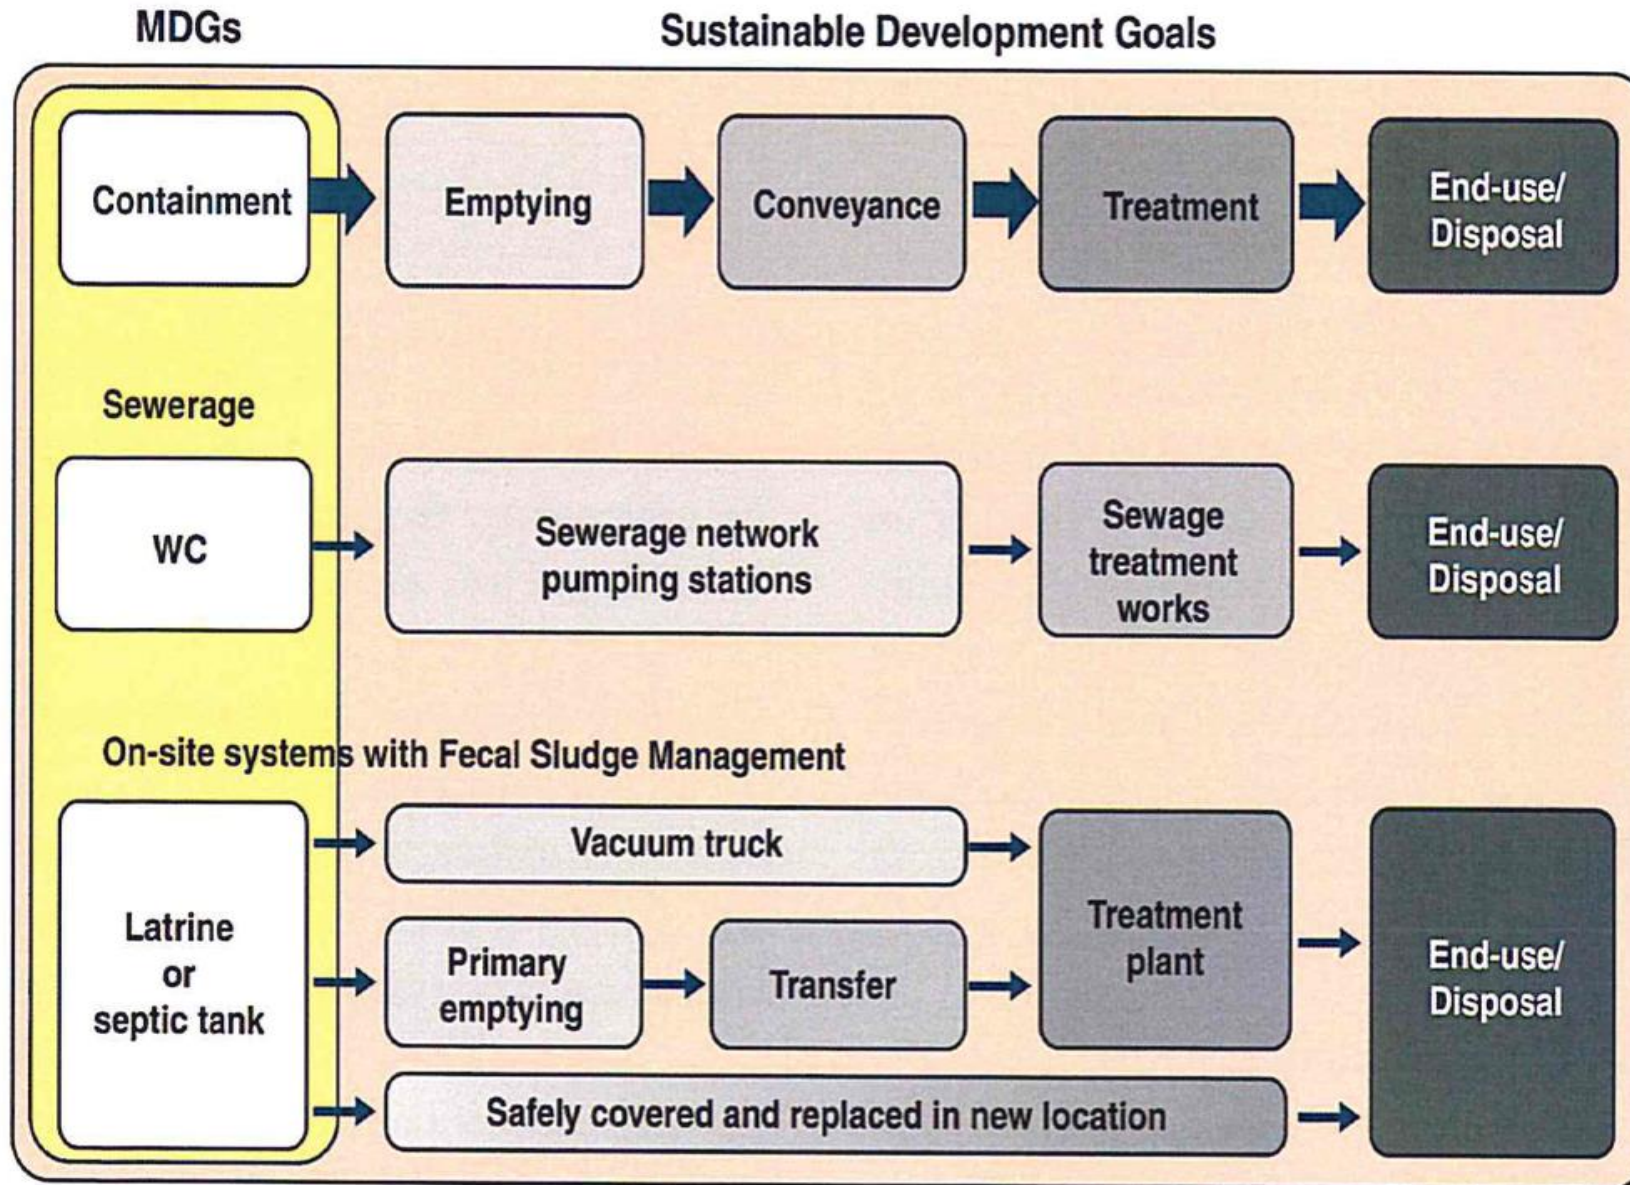 MDGs
Sustainable Development Goals
Containment
Emptying
Conveyance
Treatment
End-use/
Disposal
Sewerage
WC
Sewerage network
pumping stations
Sewage
treatment
works
End-use/
Disposal
On-site systems with Fecal Sludge Management
Latrine
or
septic tank
Vacuum truck
Primary
emptying
Transfer
Treatment
plant
Safely covered and replaced in new location
End-use/
Disposal